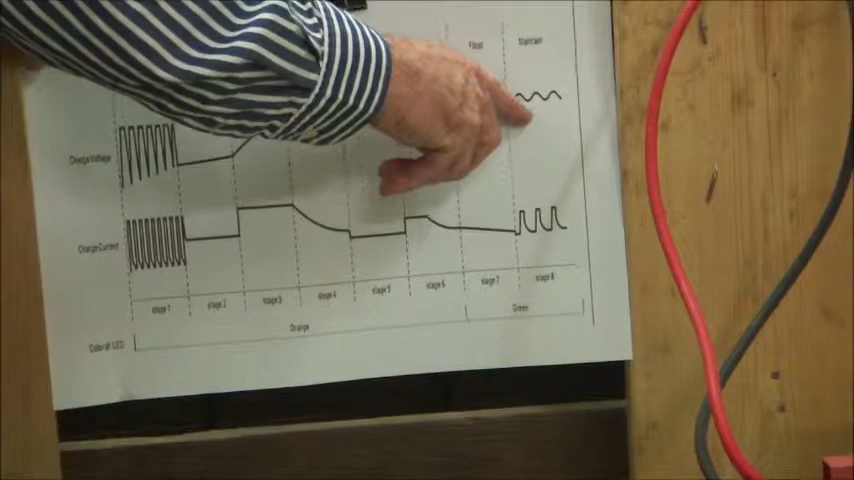 Float Maintain
Charge Voltage
Charge Current
stage 1 stage 2 stage 3 stage 4 stage 5 stage 6 stage 7 stage 8
Orange Green
Color of LED